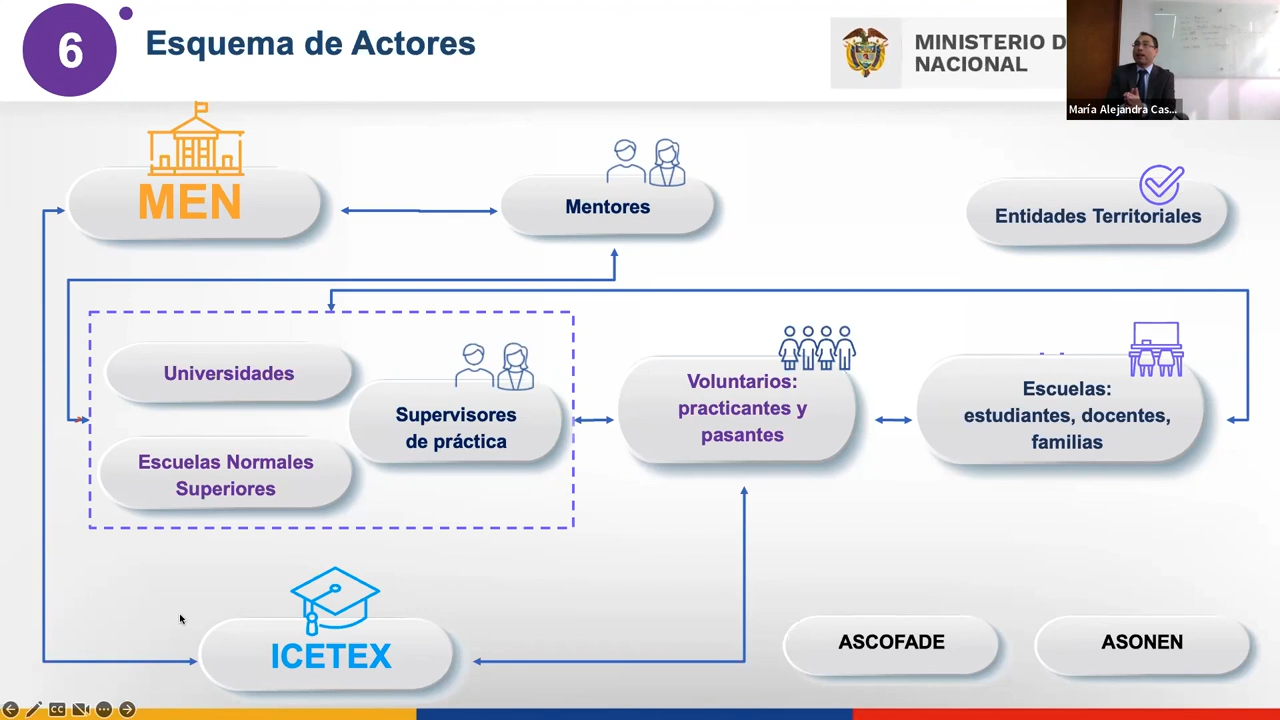 6
Esquema de Actores
MINISTERIO D
NACIONAL
María Alejandra Cas...
MEN
Mentores
Entidades Territoriales
Universidades
Supervisores
de práctica
Escuelas Normales
Superiores
Voluntarios:
practicantes y
pasantes
Escuelas:
estudiantes, docentes,
familias
ICETEX
ASCOFADE
ASONEN
CC